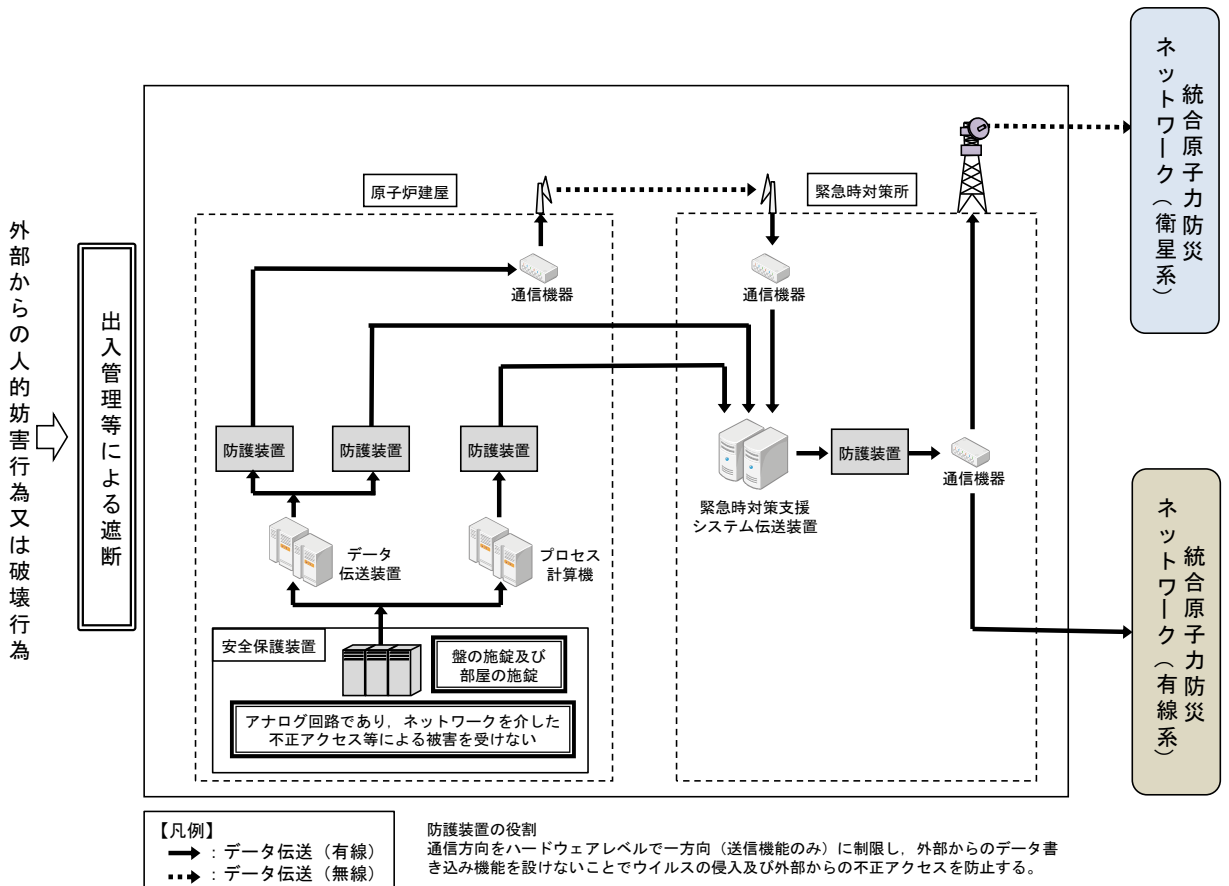 外部からの人的妨害行為又は破壊行為
出入管理等による遮断
原子炉建屋
緊急時対策所
通信機器
通信機器
防護装置
防護装置
防護装置
防護装置
通信機器
緊急時対策支援
システム伝送装置
データ
伝送装置
プロセス
計算機
安全保護装置
盤の施錠及び
部屋の施錠
アナログ回路であり,ネットワークを介した
不正アクセス等による被害を受けない
統合原子力防災
ネットワーク(衛星系)
統合原子力防災
ネットワーク(有線系)
【凡例】
:データ伝送(有線)
:データ伝送(無線)
防護装置の役割
通信方向をハードウェアレベルで一方向(送信機能のみ)に制限し,外部からのデータ書
き込み機能を設けないことでウイルスの侵入及び外部からの不正アクセスを防止する。